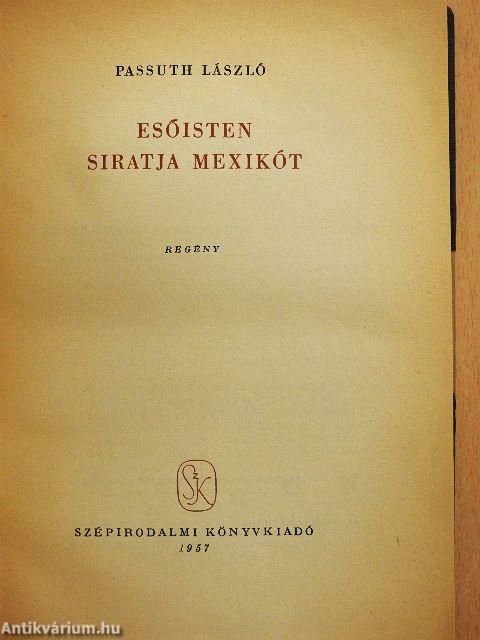 PASSUTH LÁSZLÓ
ESŐISTEN
SIRATJA MEXIKÓT
REGÉNY
SzK
SZÉPIRODALMI KÖNYVKIADÓ
1957
Antikvárium.hu